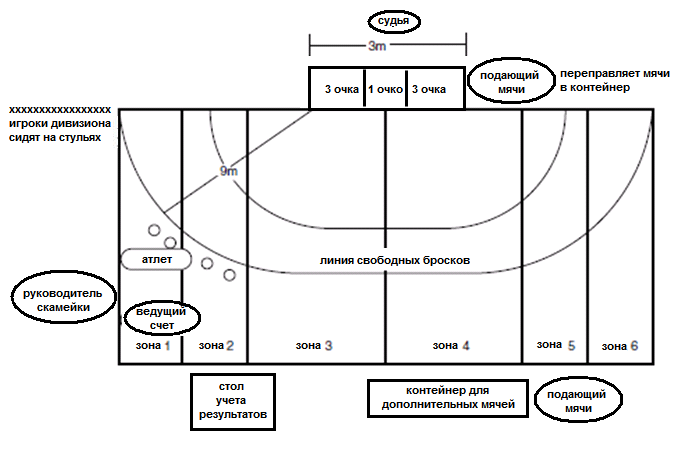 судья
3m
3 очка
1 очко
3 очка
подающий
мячи
переправляет мячи
в контейнер
xxxxxxxxxxxxxxxxx
игроки дивизиона
сидят на стульях
9m
атлет
линия свободных бросков
руководитель
скамейки
ведущий
счет
зона 1
зона 2
зона 3
зона 4
зона 5
зона 6
стол
учета
результатов
контейнер для
дополнительных мячей
подающий
мячи